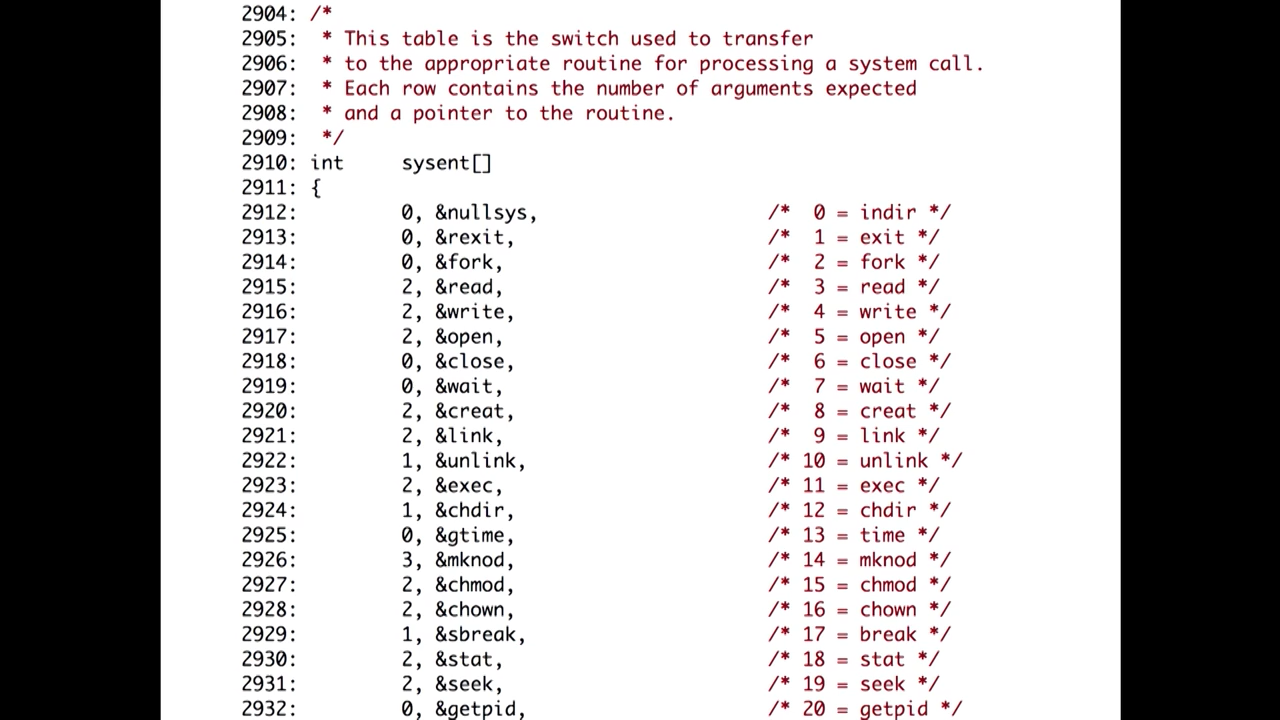 2904: /*
2905:  * This table is the switch used to transfer
2906:  * to the appropriate routine for processing a system call.
2907:  * Each row contains the number of arguments expected
2908:  * and a pointer to the routine.
2909:  */
2910: int     sysent[]
2911: {
2912:         0, &nullsys,                    /*  0 = indir */
2913:         0, &rexit,                      /*  1 = exit */
2914:         0, &fork,                       /*  2 = fork */
2915:         2, &read,                       /*  3 = read */
2916:         2, &write,                      /*  4 = write */
2917:         2, &open,                       /*  5 = open */
2918:         0, &close,                      /*  6 = close */
2919:         0, &wait,                       /*  7 = wait */
2920:         2, &creat,                      /*  8 = creat */
2921:         2, &link,                       /*  9 = link */
2922:         1, &unlink,                     /* 10 = unlink */
2923:         2, &exec,                       /* 11 = exec */
2924:         1, &chdir,                      /* 12 = chdir */
2925:         0, &gtime,                      /* 13 = time */
2926:         3, &mknod,                      /* 14 = mknod */
2927:         2, &chmod,                      /* 15 = chmod */
2928:         2, &chown,                      /* 16 = chown */
2929:         1, &sbreak,                     /* 17 = break */
2930:         2, &stat,                       /* 18 = stat */
2931:         2, &seek,                       /* 19 = seek */
2932:         0, &getpid,                     /* 20 = getpid */